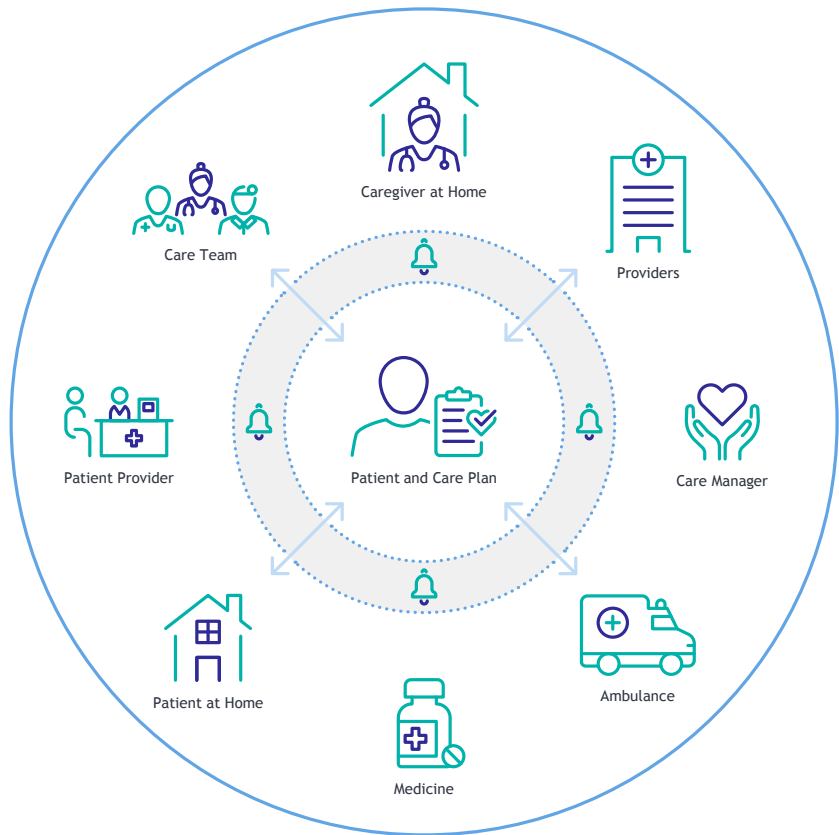 Caregiver at Home
Care Team
Providers
Patient Provider
Patient and Care Plan
Care Manager
Patient at Home
Ambulance
Medicine